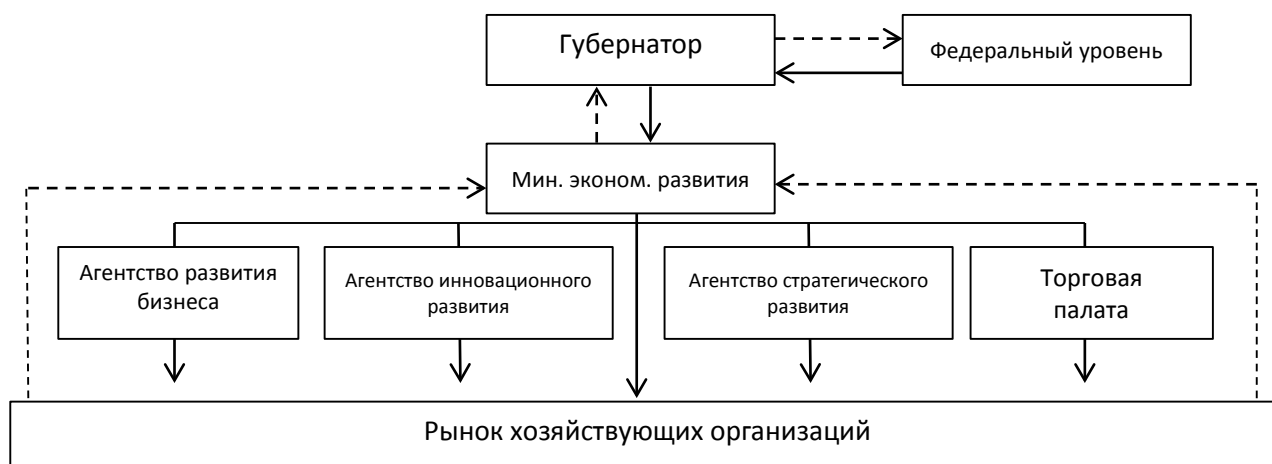 Губернатор
Федеральный уровень
Мин. эконом. развития
Агентство развития
бизнеса
Агентство инновационного
развития
Агентство стратегического
развития
Торговая
палата
Рынок хозяйствующих организаций